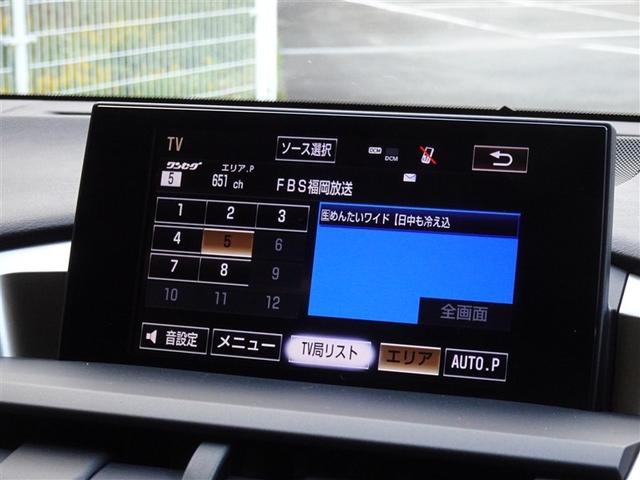 TV
ソース選択
DCM
DCM
ワンセグ
エリア.P
5
651 ch
FBS福岡放送
1
2
3
めんたいワイド【日中も冷え込
4
5
6
7
8
9
10
11
12
全画面
音設定
メニュー
TV局リスト
エリア
AUTO.P